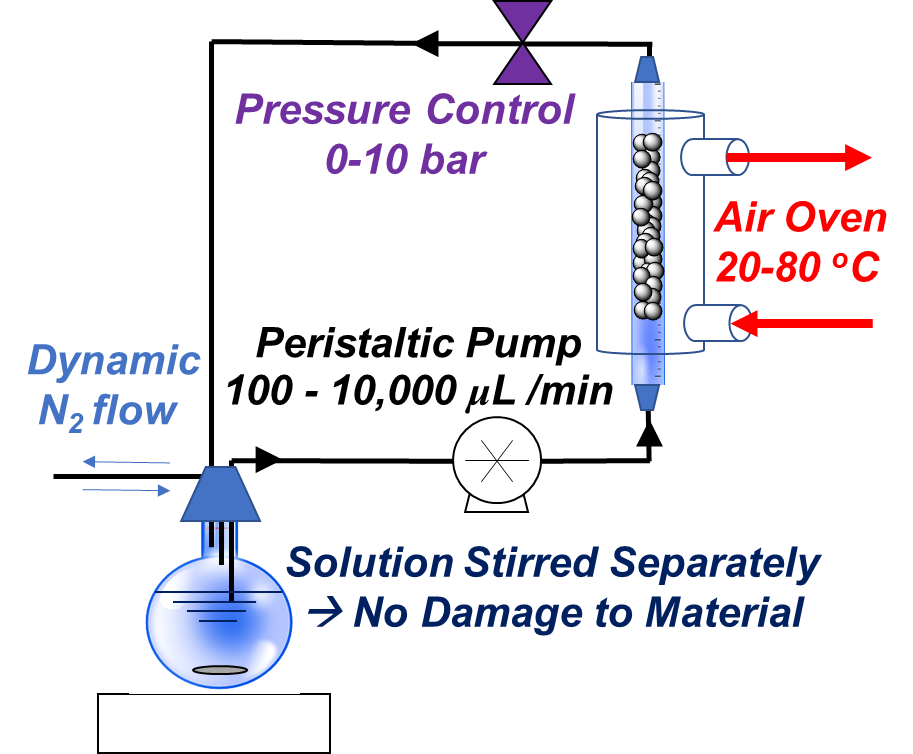 Pressure Control
0-10 bar
Air Oven
20-80 °C
Peristaltic Pump
100 - 10,000 µL /min
Dynamic
N₂ flow
Solution Stirred Separately
→ No Damage to Material